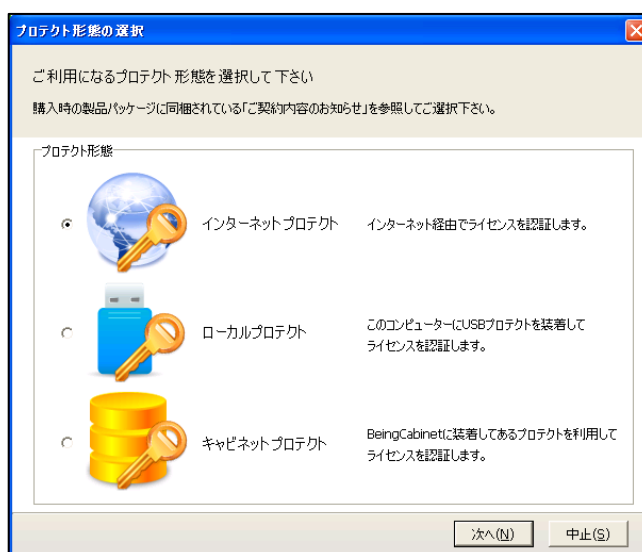 プロテクト形態の選択
ご利用になるプロテクト形態を選択して下さい
購入時の製品パッケージに同梱されている「ご契約内容のお知らせ」を参照してご選択下さい。
プロテクト形態
インターネットプロテクト
インターネット経由でライセンスを認証します。
ローカルプロテクト
このコンピューターにUSBプロテクトを装着して
ライセンスを認証します。
キャビネットプロテクト
BeingCabinetに装着してあるプロテクトを利用して
ライセンスを認証します。
次へ(N)
中止(S)